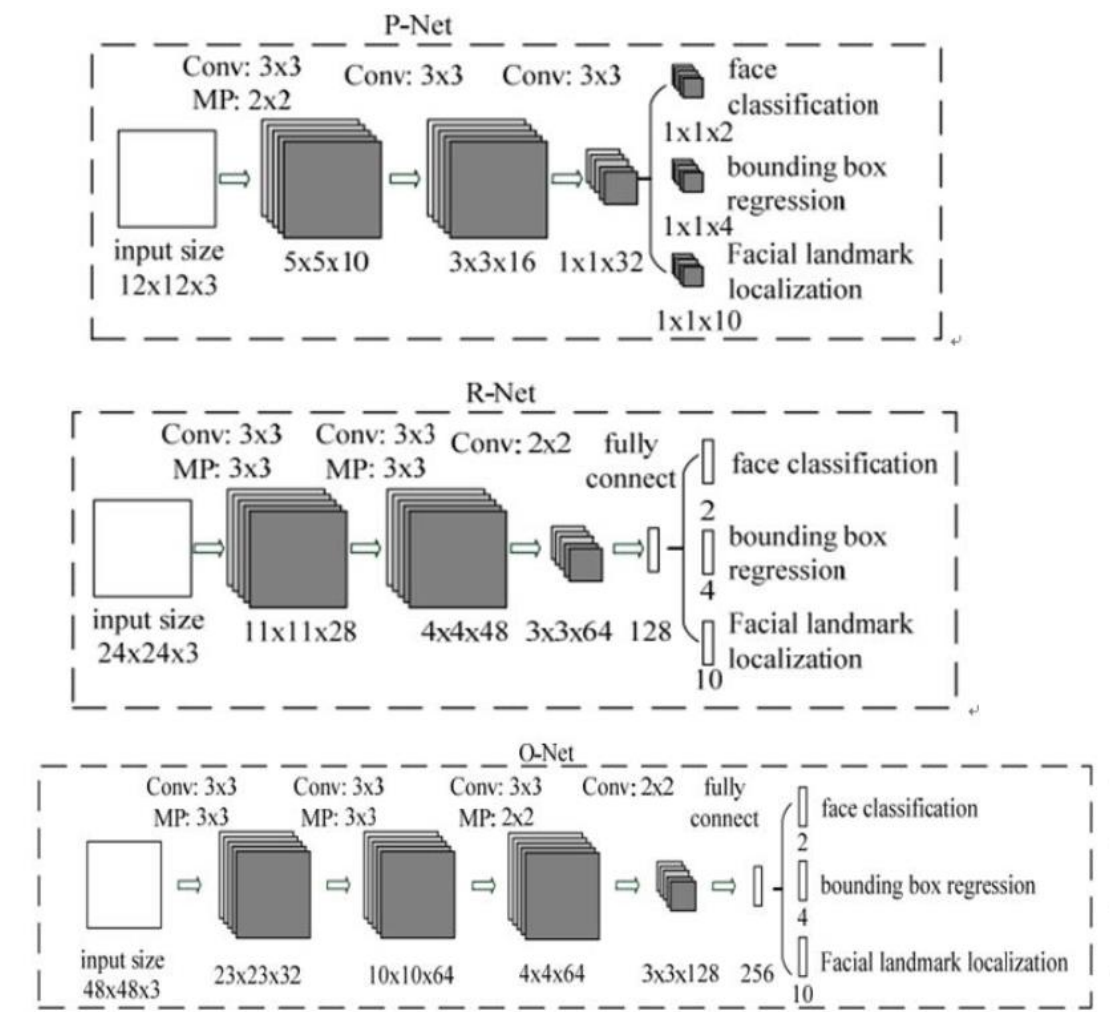 P-Net
Conv: 3x3
MP: 2x2
Conv: 3x3
Conv: 3x3
input size
12x12x3
5x5x10
3x3x16
1x1x32
face
classification
1x1x2
bounding box
regression
1x1x4
Facial landmark
localization
1x1x10
R-Net
Conv: 3x3
MP: 3x3
Conv: 3x3
MP: 3x3
Conv: 2x2
fully
connect
input size
24x24x3
11x11x28
4x4x48
3x3x64
128
face classification
2
bounding box
regression
4
Facial landmark
localization
10
O-Net
Conv: 3x3
MP: 3x3
Conv: 3x3
MP: 3x3
Conv: 3x3
MP: 2x2
Conv: 2x2
fully
connect
input size
48x48x3
23x23x32
10x10x64
4x4x64
3x3x128
256
face classification
2
bounding box regression
4
Facial landmark localization
10